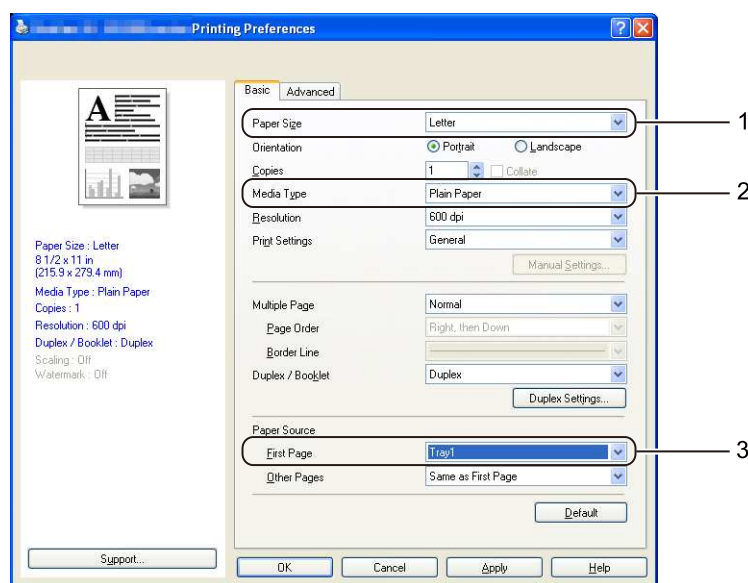 Printing Preferences
Basic Advanced
A
Paper Size Letter 1
Orientation Portrait Landscape
Copies 1 Collate
Media Type Plain Paper 2
Resolution 600 dpi
Print Settings General
Manual Settings...
Paper Size : Letter
8 1/2 x 11 in
(215.9 x 279.4 mm)
Media Type : Plain Paper
Copies : 1
Resolution : 600 dpi
Duplex / Booklet : Duplex
Scaling : Off
Watermark : Off
Multiple Page Normal
Page Order Right, then Down
Border Line
Duplex / Booklet Duplex
Duplex Settings...
Paper Source
First Page Tray1 3
Other Pages Same as First Page
Default
Support...
OK Cancel Apply Help